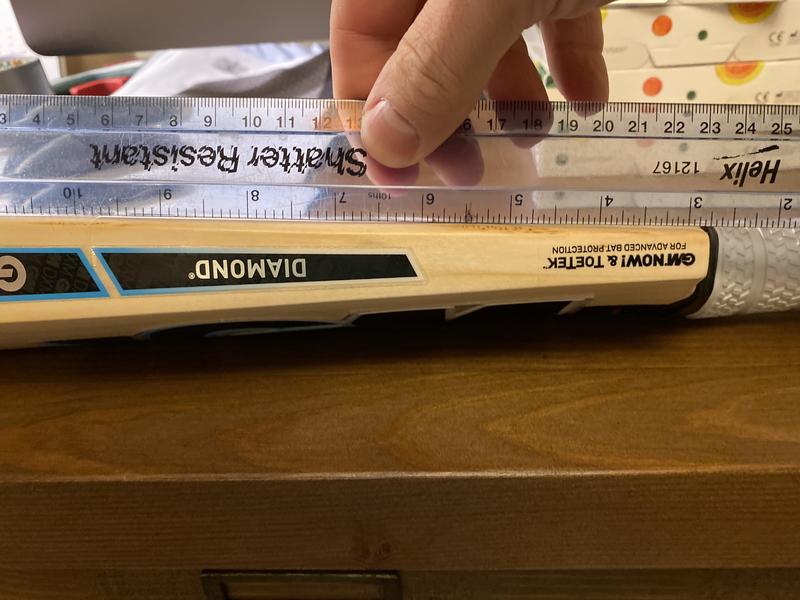 3 4 5 6 7 8 9 10 11 12 13 6 17 18 19 20 21 22 23 24 25
Shatter Resistant
Helix 12167
10 9 8 7 10ths 6 5 4 3 2
G
DIAMOND®
GM NOW! & TOETEK™
FOR ADVANCED BAT PROTECTION